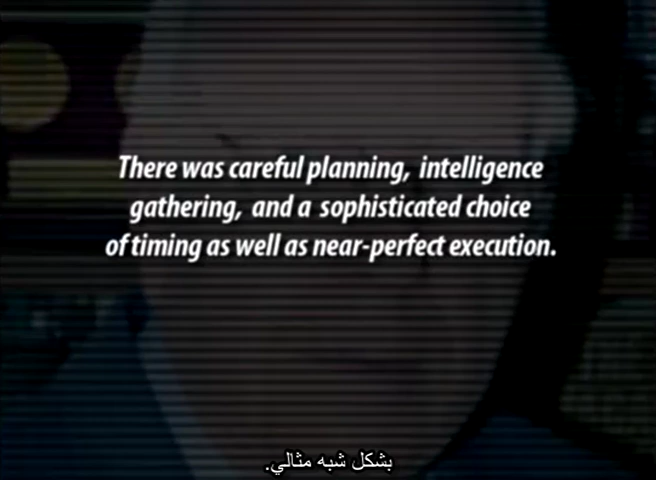 There was careful planning, intelligence
gathering, and a sophisticated choice
of timing as well as near-perfect execution.
بشكل شبه مثالي.